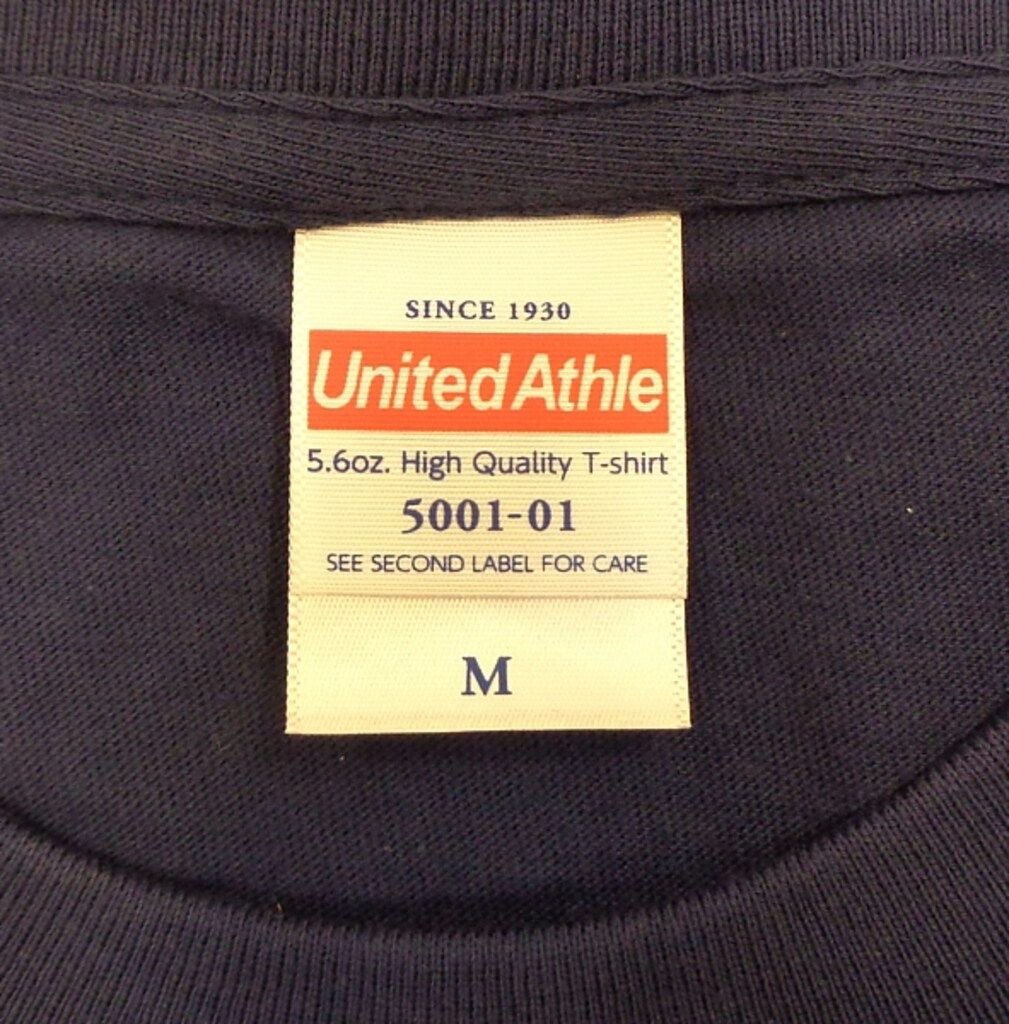 SINCE 1930
United Athle
5.6oz. High Quality T-shirt
5001-01
SEE SECOND LABEL FOR CARE
M